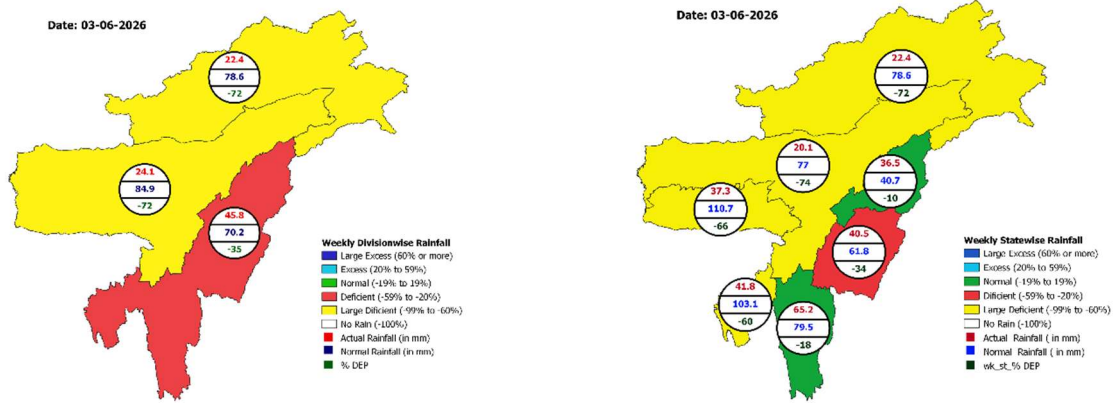 Date: 03-06-2026
22.4
78.6
-72
24.1
84.9
-72
45.8
70.2
-35
Weekly Divisionwise Rainfall
Large Excess (60% or more)
Excess (20% to 59%)
Normal (-19% to 19%)
Deficient (-59% to -20%)
Large Dificient (-99% to -60%)
No Rain (-100%)
Actual Rainfall (in mm)
Normal Rainfall (in mm)
% DEP
Date: 03-06-2026
22.4
78.6
-72
20.1
77
-74
36.5
40.7
-10
37.3
110.7
-66
40.5
61.8
-34
41.8
103.1
-60
65.2
79.5
-18
Weekly Statewise Rainfall
Large Excess (60% or more)
Excess (20% to 59%)
Normal (-19% to 19%)
Dificient (-59% to -20%)
Large Deficient (-99% to -60%)
No Rain (-100%)
Actual Rainfall ( in mm)
Normal Rainfall ( in mm)
wk_st_% DEP